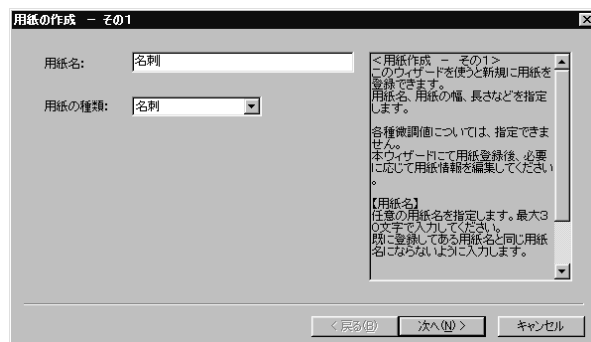 用紙の作成 － その1
用紙名:
名刺
用紙の種類:
名刺
<用紙作成 － その1>
このウィザードを使うと新規に用紙を
登録できます。
用紙名、用紙の幅、長さなどを指定
します。
各種微調値については、指定できま
せん。
本ウィザードにて用紙登録後、必要
に応じて用紙情報を編集してください
。
【用紙名】
任意の用紙名を指定します。最大3
0文字で入力してください。
既に登録してある用紙名と同じ用紙
名にならないように入力します。
< 戻る(B)
次へ(N) >
キャンセル